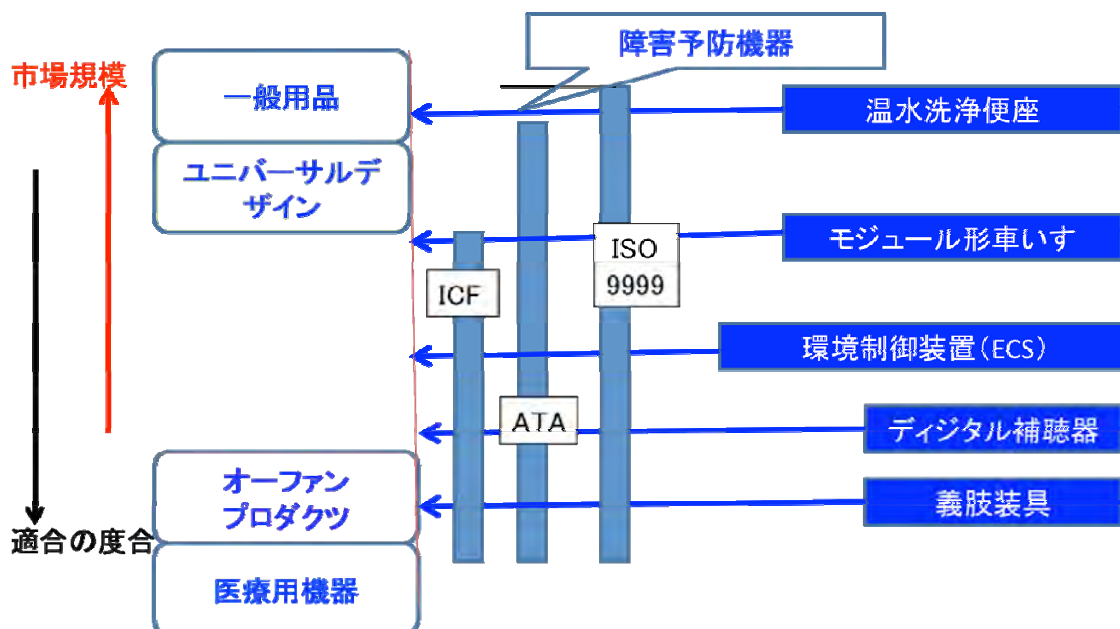 障害予防機器
市場規模
一般用品
温水洗浄便座
ユニバーサルデ
ザイン
モジュール形車いす
ISO
9999
ICF
環境制御装置(ECS)
ATA
ディジタル補聴器
オーファン
プロダクツ
義肢装具
適合の度合
医療用機器